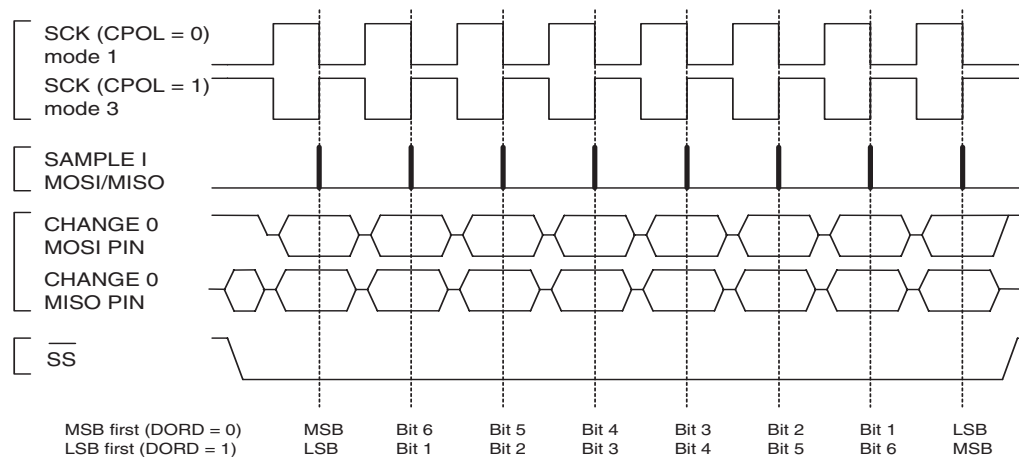 SCK (CPOL = 0)
mode 1
SCK (CPOL = 1)
mode 3
SAMPLE I
MOSI/MISO
CHANGE 0
MOSI PIN
CHANGE 0
MISO PIN
SS
MSB first (DORD = 0) MSB Bit 6 Bit 5 Bit 4 Bit 3 Bit 2 Bit 1 LSB
LSB first (DORD = 1) LSB Bit 1 Bit 2 Bit 3 Bit 4 Bit 5 Bit 6 MSB